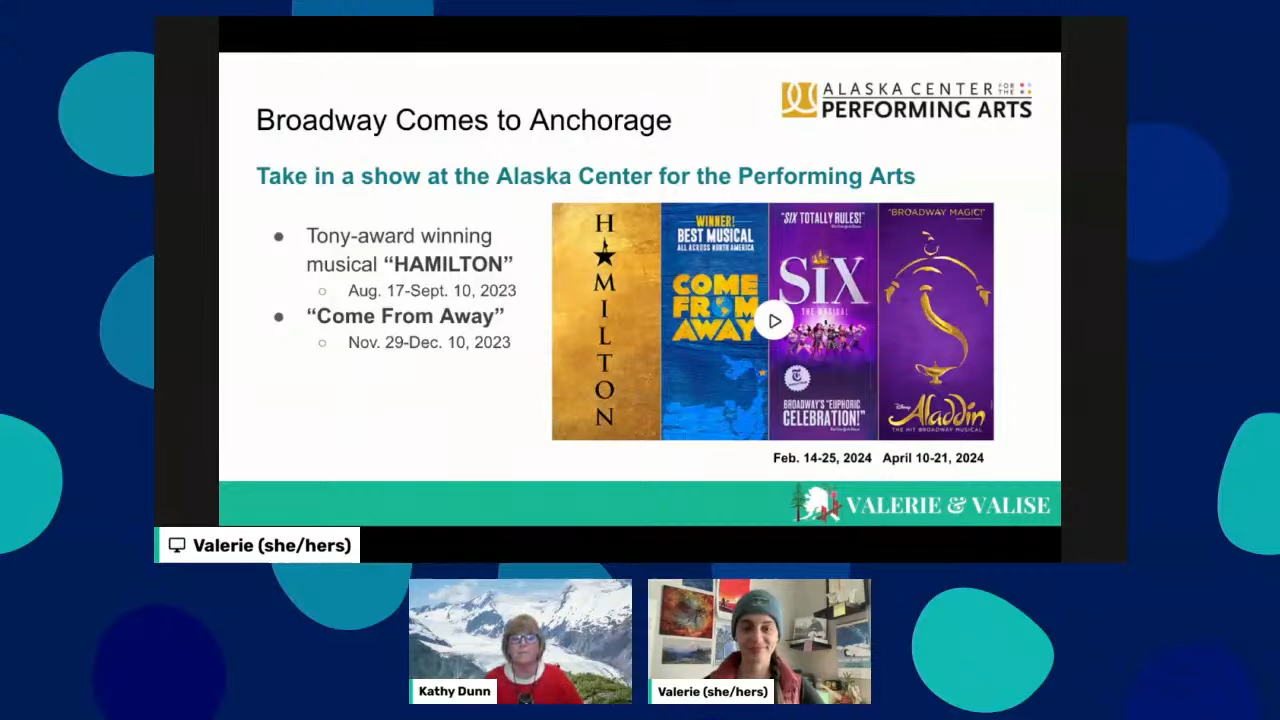 ALASKA CENTER FOR THE
PERFORMING ARTS
Broadway Comes to Anchorage
Take in a show at the Alaska Center for the Performing Arts
● Tony-award winning
musical “HAMILTON”
○ Aug. 17-Sept. 10, 2023
● “Come From Away”
○ Nov. 29-Dec. 10, 2023
HAMILTON
WINNER!
BEST MUSICAL
ALL ACROSS NORTH AMERICA
COME
FROM
AWAY
“SIX TOTALLY RULES!”
SIX
THE MUSICAL
BROADWAY'S “EUPHORIC
CELEBRATION!”
“BROADWAY MAGIC!”
Disney
Aladdin
THE HIT BROADWAY MUSICAL
Feb. 14-25, 2024 April 10-21, 2024
VALERIE & VALISE
Valerie (she/hers)
Kathy Dunn
Valerie (she/hers)